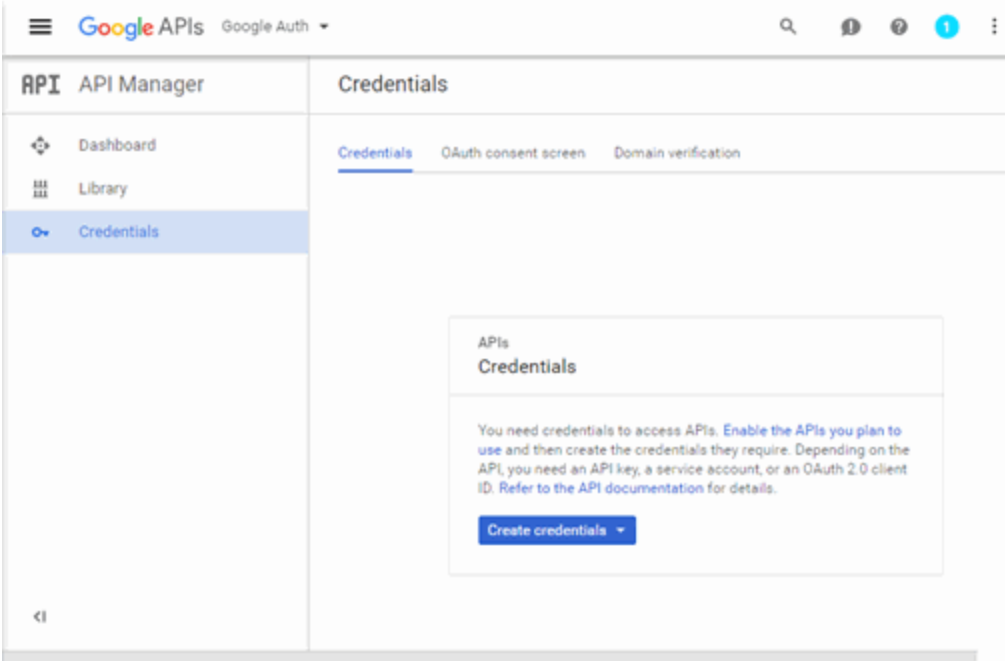 Google APIs Google Auth
1
API API Manager
Credentials
Dashboard
Library
Credentials
Credentials OAuth consent screen Domain verification
APIs
Credentials
You need credentials to access APIs. Enable the APIs you plan to
use and then create the credentials they require. Depending on the
API, you need an API key, a service account, or an OAuth 2.0 client
ID. Refer to the API documentation for details.
Create credentials